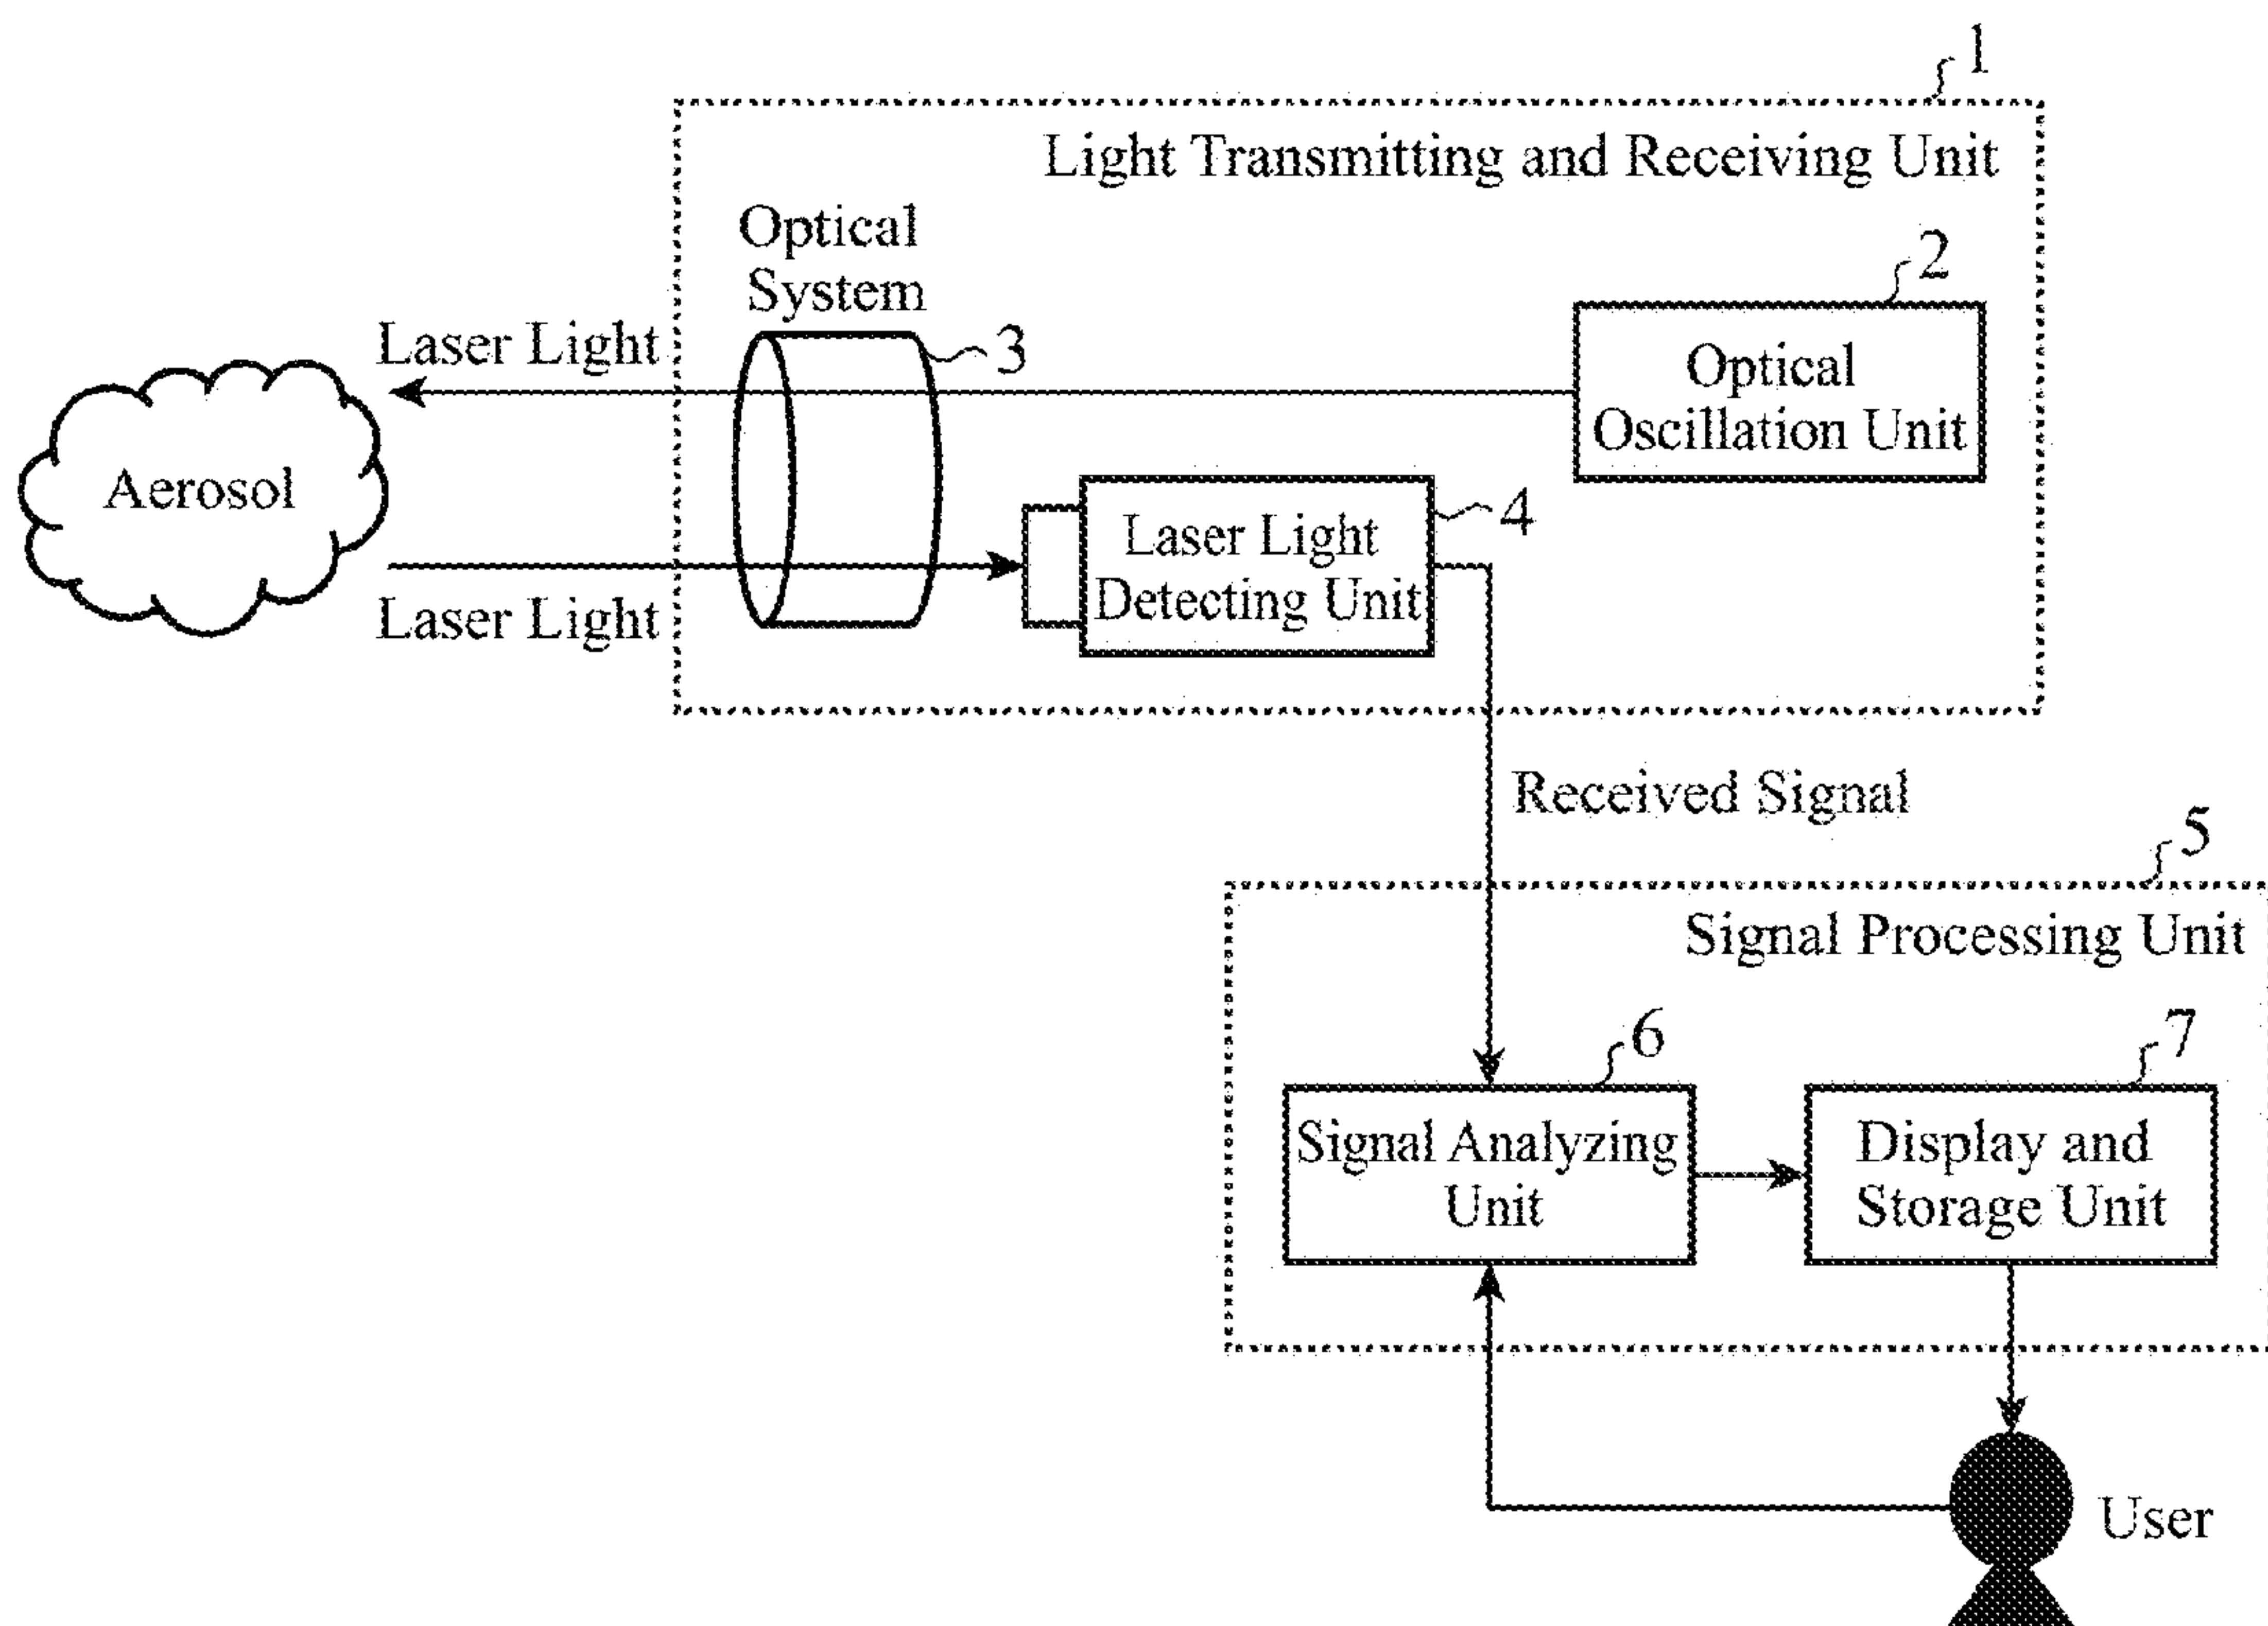 1
Light Transmitting and Receiving Unit
Optical
System
2
3
Laser Light
Optical
Oscillation Unit
Aerosol
4
Laser Light
Detecting Unit
Laser Light
Received Signal
5
Signal Processing Unit
6
7
Signal Analyzing
Unit
Display and
Storage Unit
User